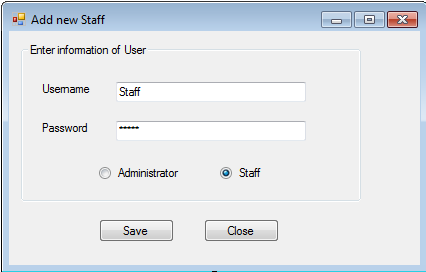 Add new Staff
Enter information of User
Username
Staff
Password
*****
Administrator
Staff
Save
Close